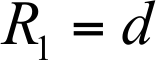 R₁ = d